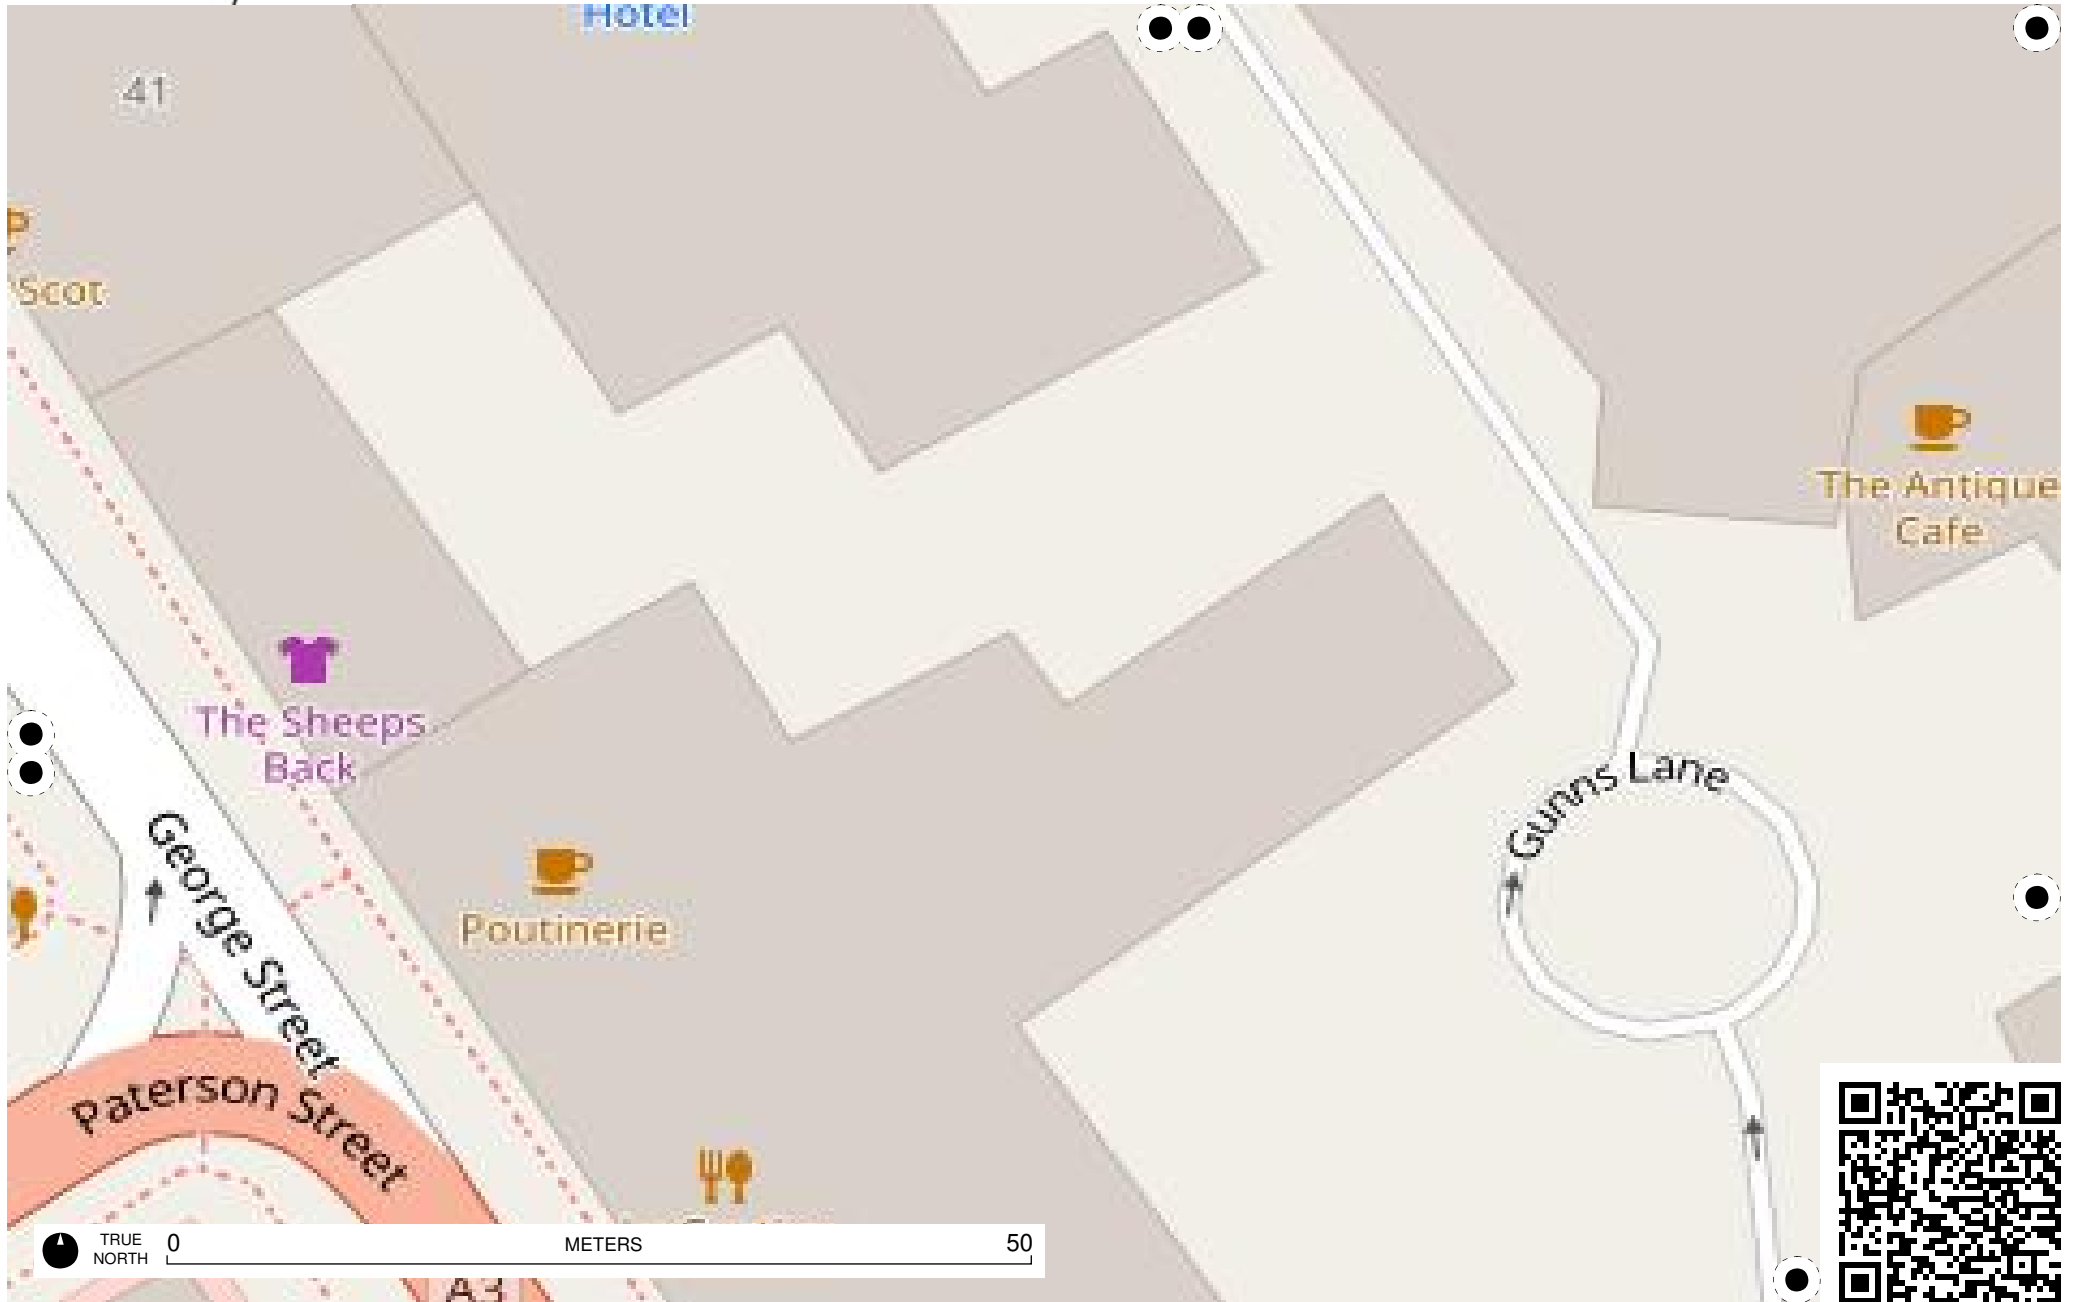 Hotel
41
Scot
The Antique
Cafe
The Sheeps
Back
Gunns Lane
George Street
Poutinerie
Paterson Street
TRUE
NORTH
0
METERS
50
A3